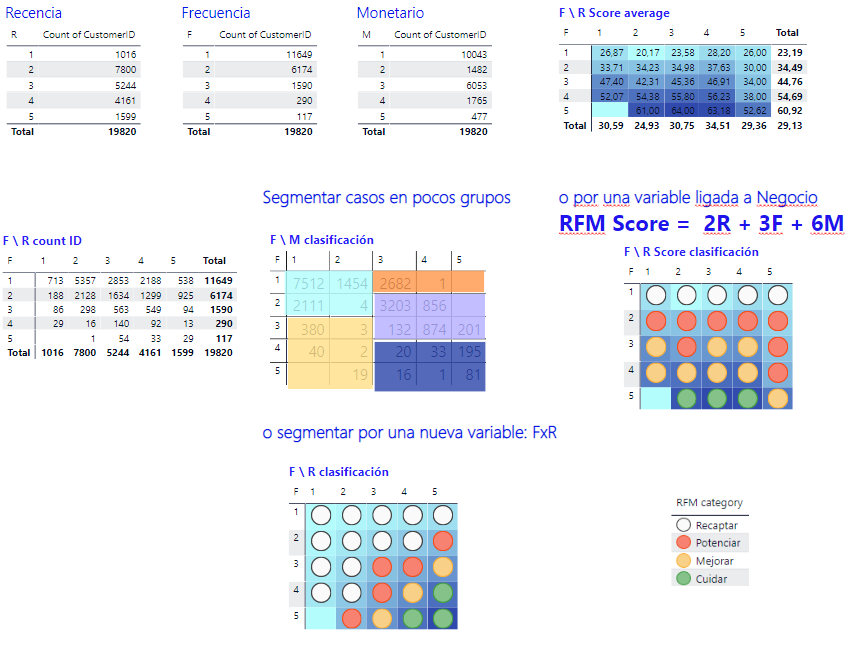 Recencia
R Count of CustomerID
1 1016
2 7800
3 5244
4 4161
5 1599
Total 19820
Frecuencia
F Count of CustomerID
1 11649
2 6174
3 1590
4 290
5 117
Total 19820
Monetario
M Count of CustomerID
1 10043
2 1482
3 6053
4 1765
5 477
Total 19820
F \ R Score average
F 1 2 3 4 5 Total
1 26,87 20,17 23,58 28,20 26,00 23,19
2 33,71 34,23 34,98 37,63 30,00 34,49
3 47,40 42,31 45,36 46,91 34,00 44,76
4 52,07 54,38 55,80 56,23 38,00 54,69
5 61,00 64,00 63,18 52,62 60,92
Total 30,59 24,93 30,75 34,51 29,36 29,13
Segmentar casos en pocos grupos
o por una variable ligada a Negocio
RFM Score = 2R + 3F + 6M
F \ R count ID
F 1 2 3 4 5 Total
1 713 5357 2853 2188 538 11649
2 188 2128 1634 1299 925 6174
3 86 298 563 549 94 1590
4 29 16 140 92 13 290
5 1 54 33 29 117
Total 1016 7800 5244 4161 1599 19820
F \ M clasificación
F 1 2 3 4 5
1 7512 1454 2682 1
2 2111 4 3203 856
3 380 3 132 874 201
4 40 2 20 33 195
5 19 16 1 81
F \ R Score clasificación
F 1 2 3 4 5
1
2
3
4
5
o segmentar por una nueva variable: FxR
F \ R clasificación
F 1 2 3 4 5
1
2
3
4
5
RFM category
Recaptar
Potenciar
Mejorar
Cuidar